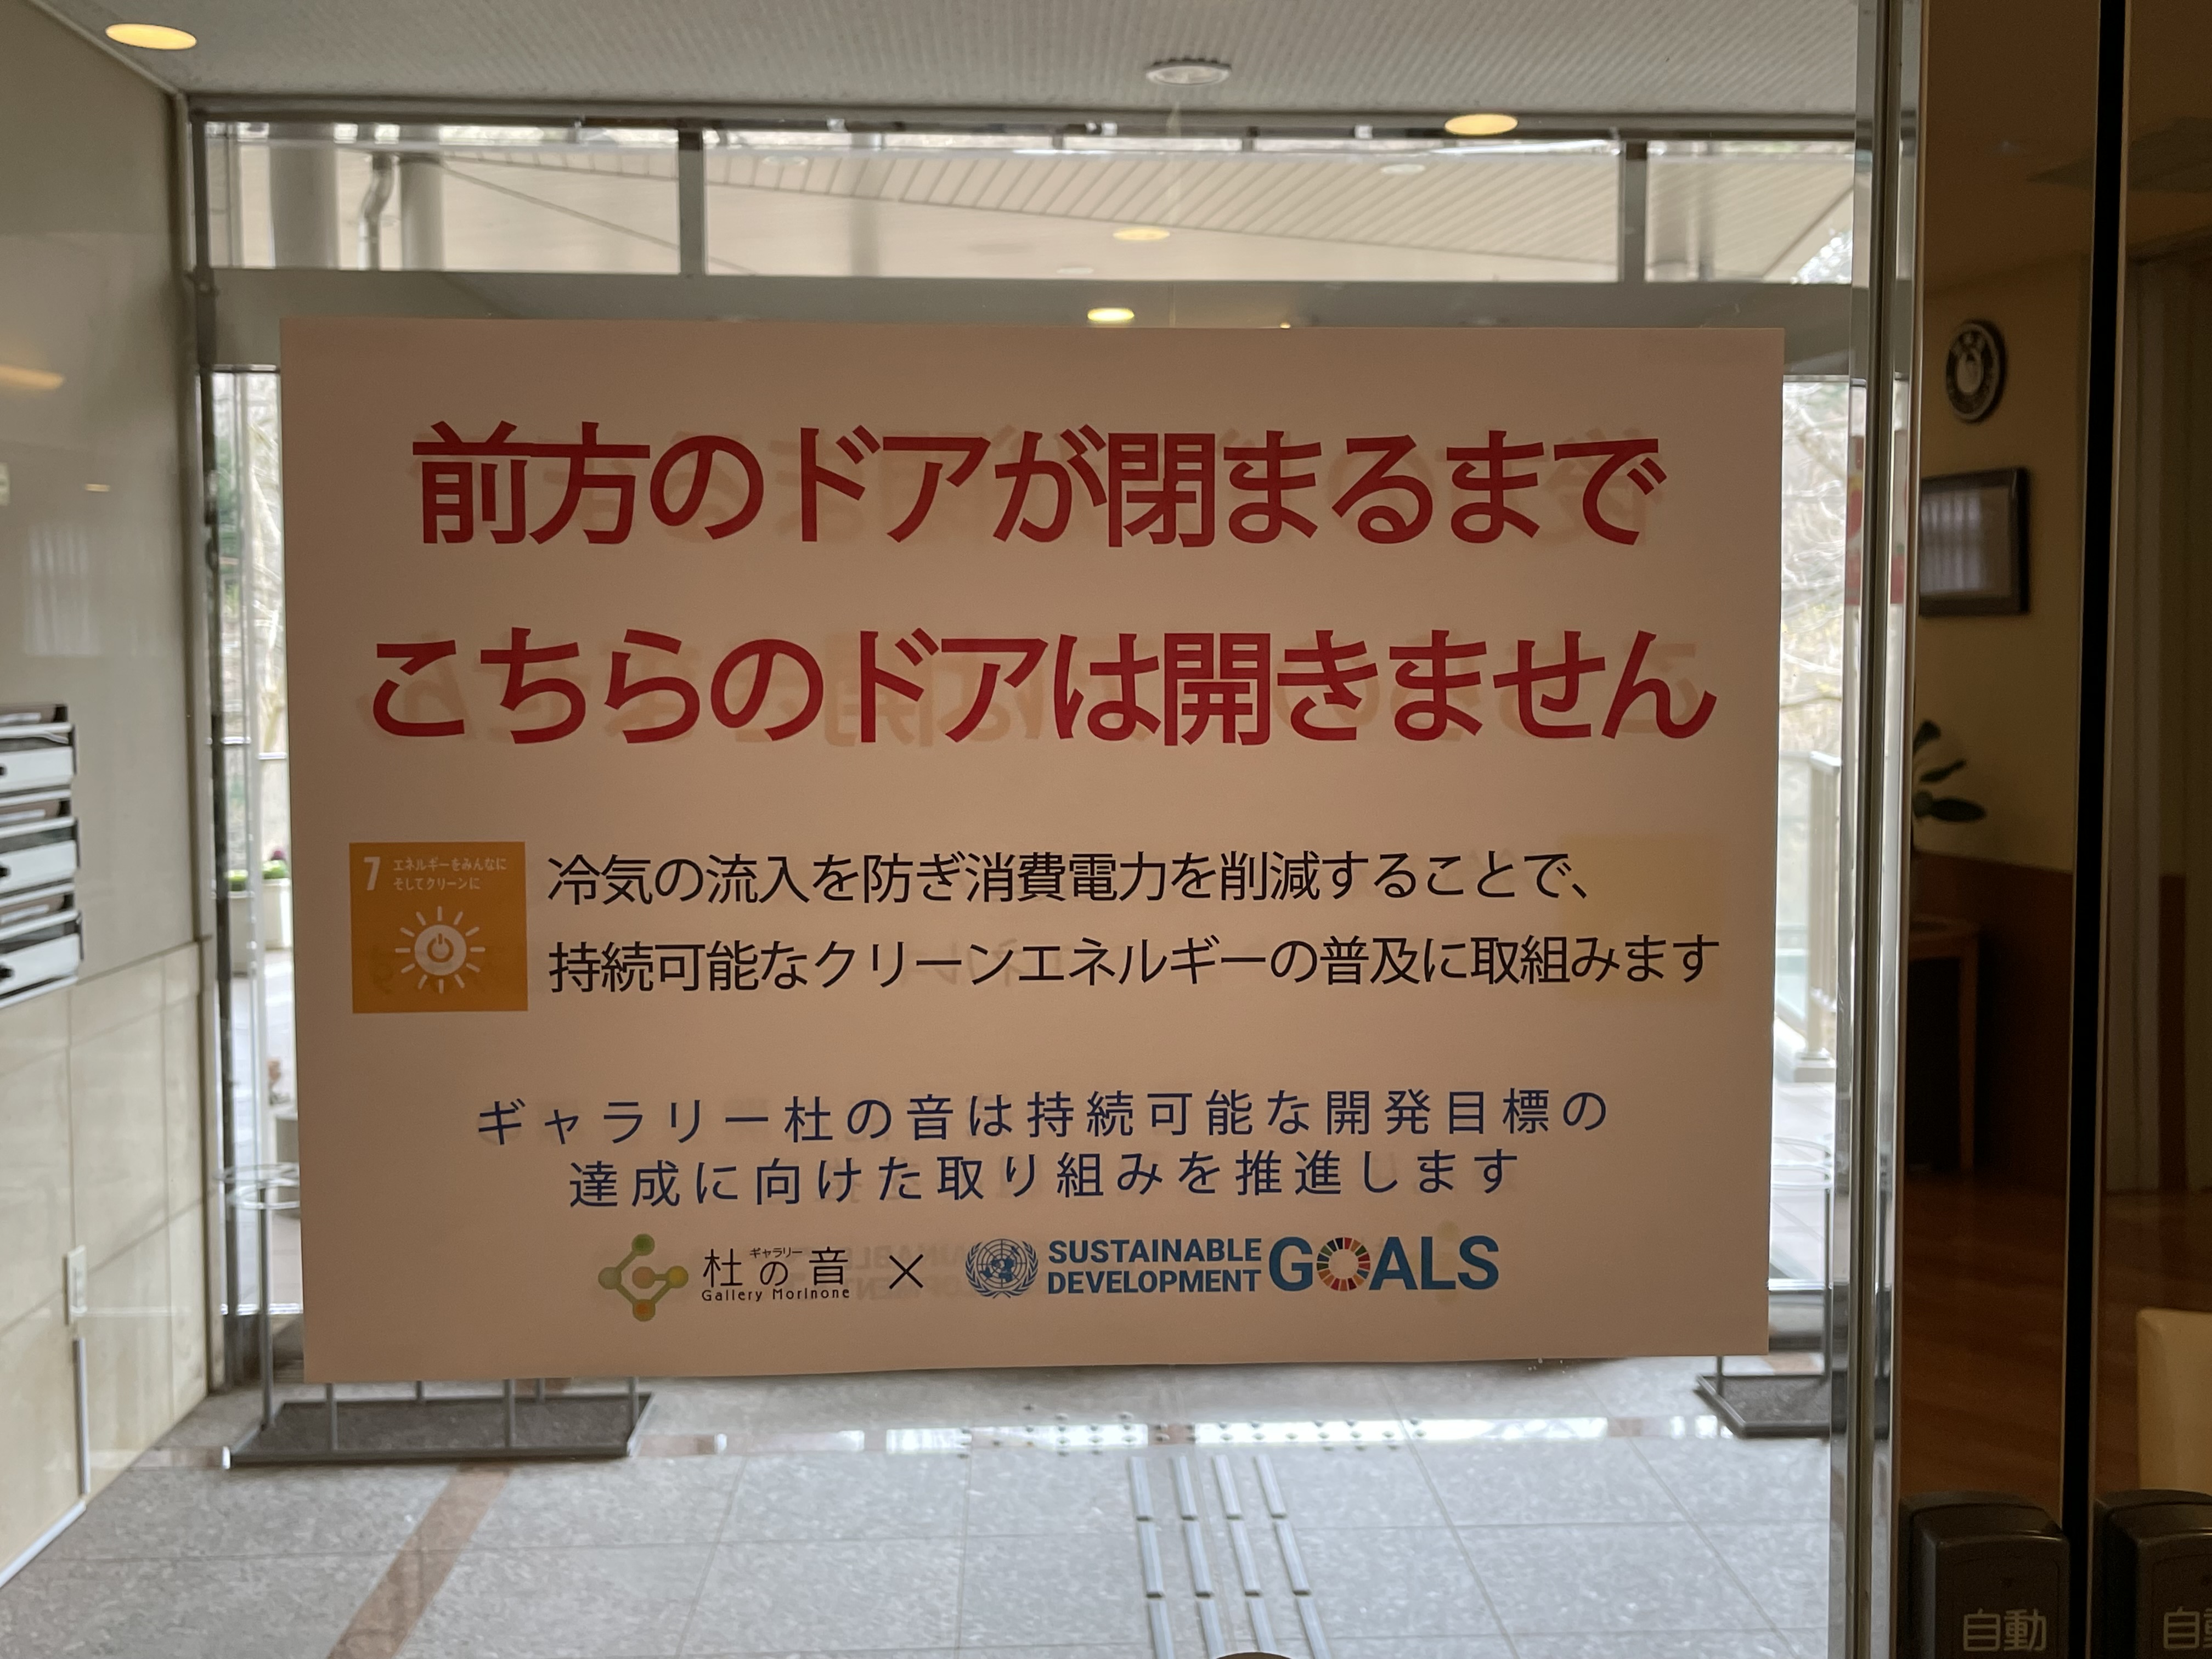 前方のドアが閉まるまで
こちらのドアは開きません
7 エネルギーをみんなに
そしてクリーンに
冷気の流入を防ぎ消費電力を削減することで、
持続可能なクリーンエネルギーの普及に取組みます
ギャラリー杜の音は持続可能な開発目標の
達成に向けた取り組みを推進します
ギャラリー
杜の音
Gallery Morinone
×
SUSTAINABLE
DEVELOPMENT
GOALS
自動